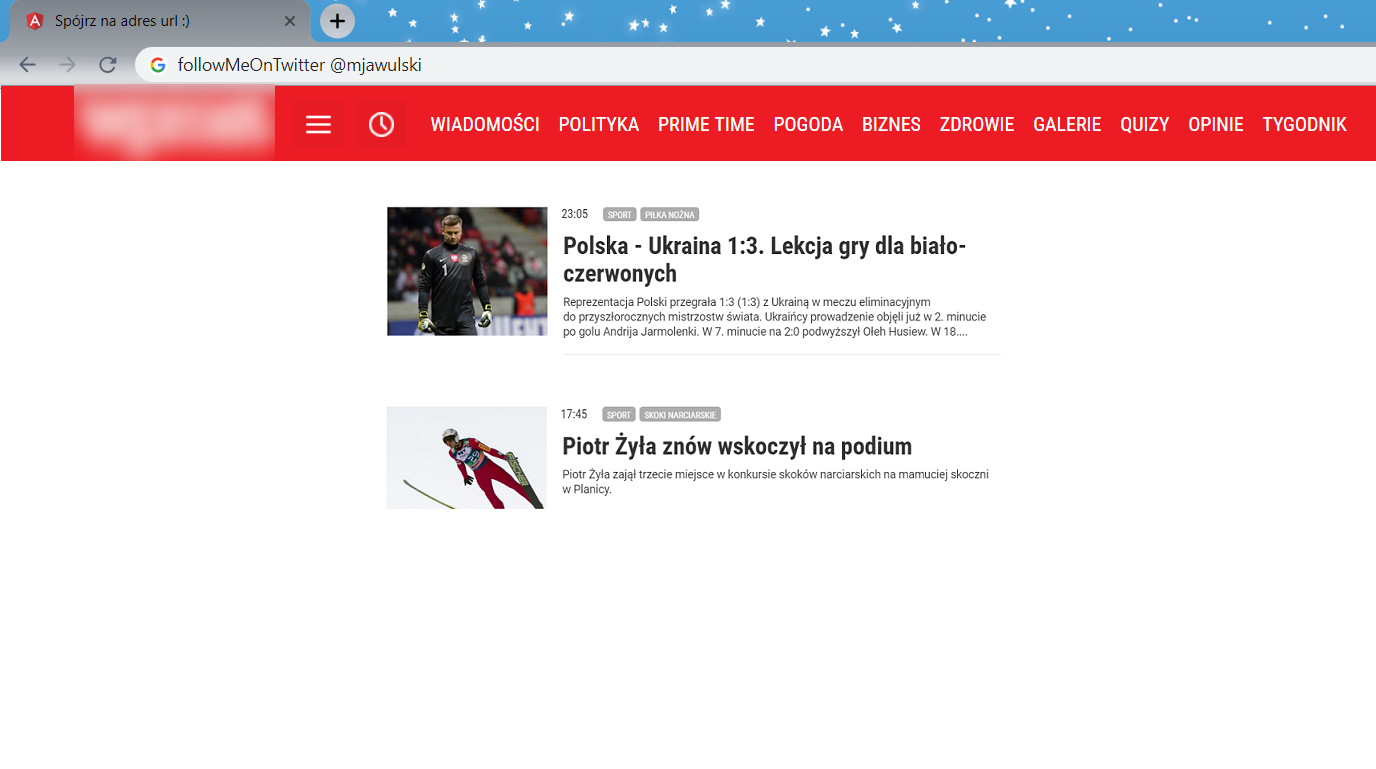 Spójrz na adres url :)
followMeOnTwitter @mjawulski
WIADOMOŚCI POLITYKA PRIME TIME POGODA BIZNES ZDROWIE GALERIE QUIZY OPINIE TYGODNIK
23:05 SPORT PIŁKA NOŻNA
Polska - Ukraina 1:3. Lekcja gry dla biało-
czerwonych
Reprezentacja Polski przegrała 1:3 (1:3) z Ukrainą w meczu eliminacyjnym
do przyszłorocznych mistrzostw świata. Ukraińcy prowadzenie objęli już w 2. minucie
po golu Andrija Jarmolenki. W 7. minucie na 2:0 podwyższył Ołeh Husiew. W 18....
17:45 SPORT SKOKI NARCIARSKIE
Piotr Żyła znów wskoczył na podium
Piotr Żyła zajął trzecie miejsce w konkursie skoków narciarskich na mamuciej skoczni
w Planicy.